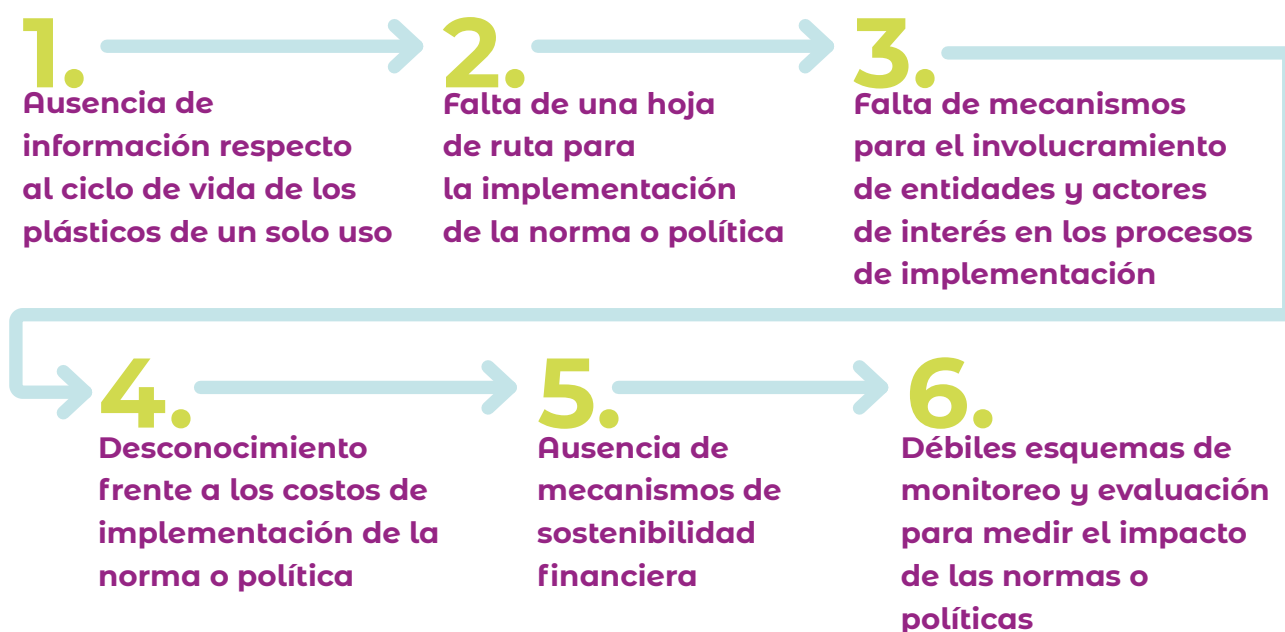 1.
Ausencia de
información respecto
al ciclo de vida de los
plásticos de un solo uso
2.
Falta de una hoja
de ruta para
la implementación
de la norma o política
3.
Falta de mecanismos
para el involucramiento
de entidades y actores
de interés en los procesos
de implementación
4.
Desconocimiento
frente a los costos de
implementación de la
norma o política
5.
Ausencia de
mecanismos de
sostenibilidad
financiera
6.
Débiles esquemas de
monitoreo y evaluación
para medir el impacto
de las normas o
políticas